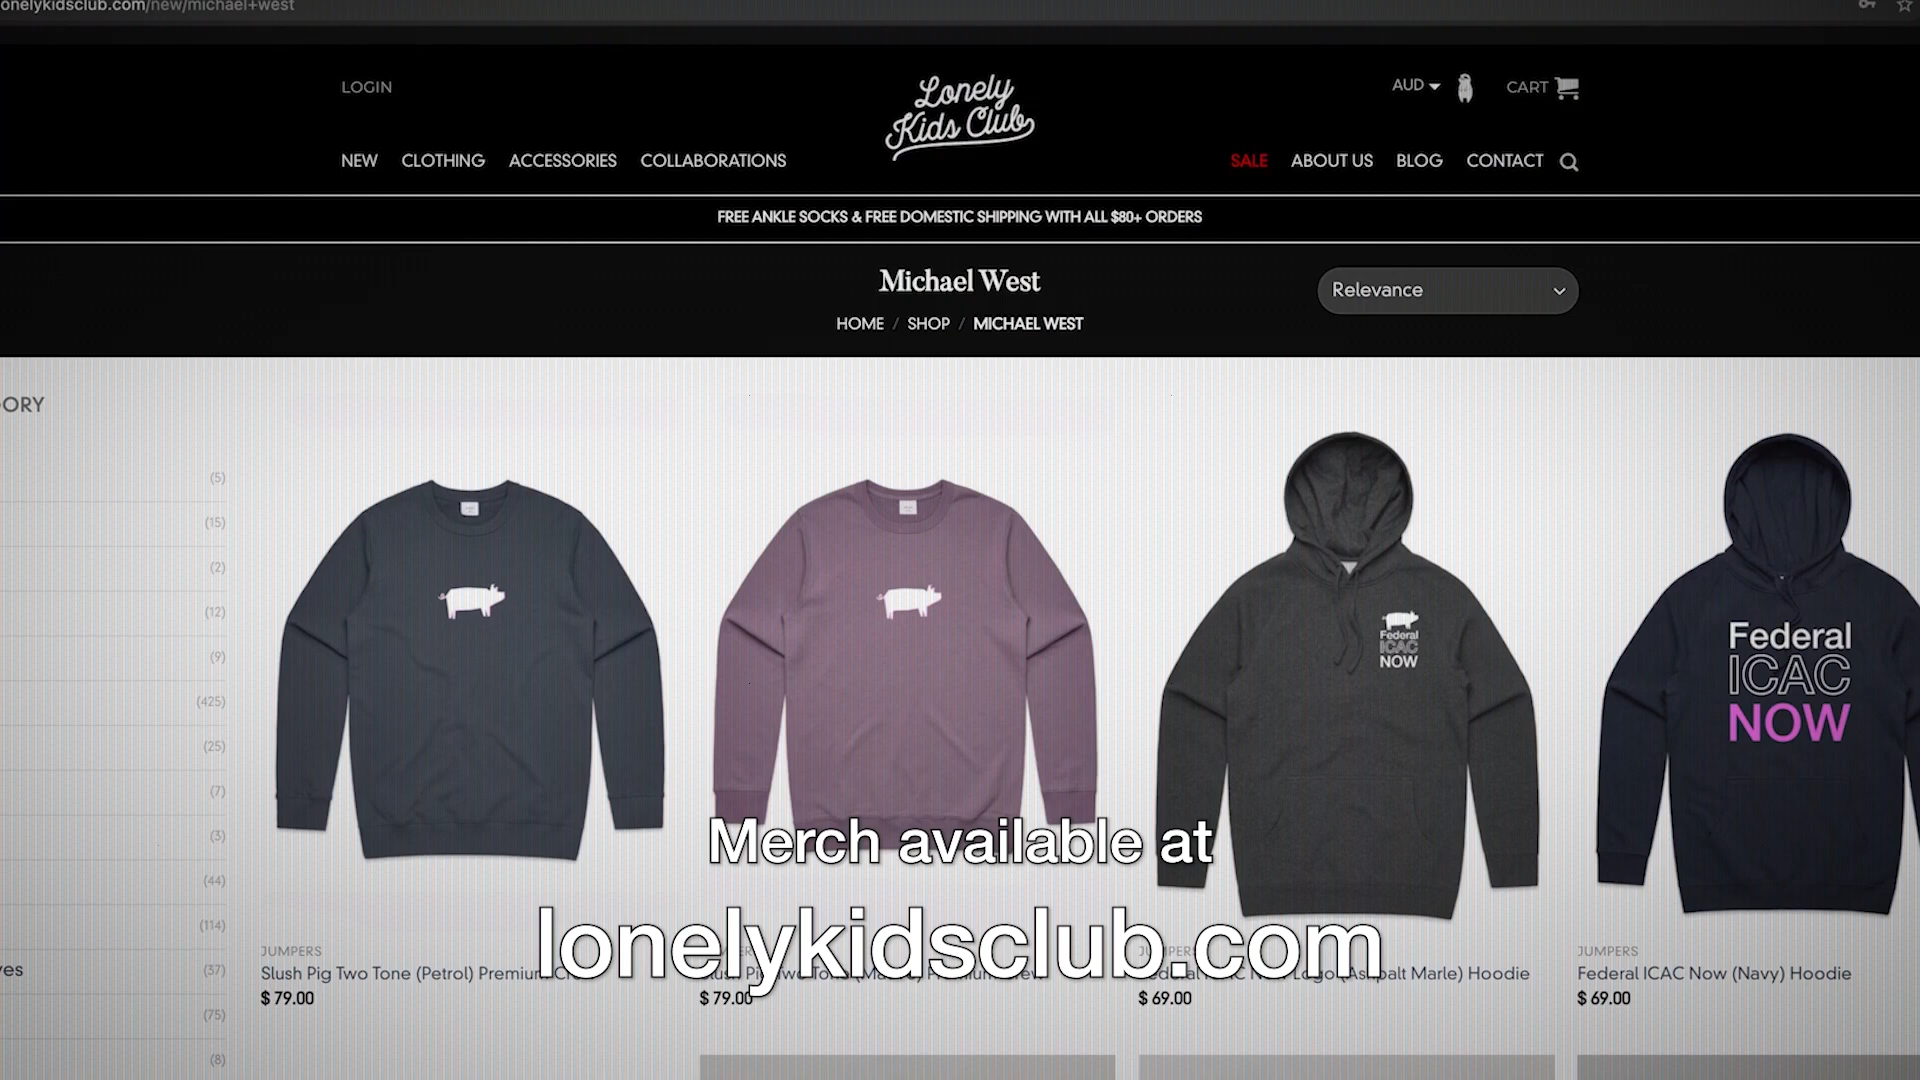 onelykidsclub.com/new/michael+west
LOGIN
Lonely
Kids Club
AUD
CART
NEW CLOTHING ACCESSORIES COLLABORATIONS
SALE ABOUT US BLOG CONTACT
FREE ANKLE SOCKS & FREE DOMESTIC SHIPPING WITH ALL $80+ ORDERS
Michael West
Relevance
HOME / SHOP / MICHAEL WEST
ORY
(5)
(15)
(2)
(12)
(9)
(425)
(25)
(7)
(3)
(44)
(114)
ves (37)
(75)
(8)
Federal
ICAC
NOW
Federal
ICAC
NOW
Merch available at
lonelykidsclub.com
JUMPERS
Slush Pig Two Tone (Petrol) Premium
$ 79.00
$ 79.00
JUMPERS
Logo Marle) Hoodie
$ 69.00
JUMPERS
Federal ICAC Now (Navy) Hoodie
$ 69.00